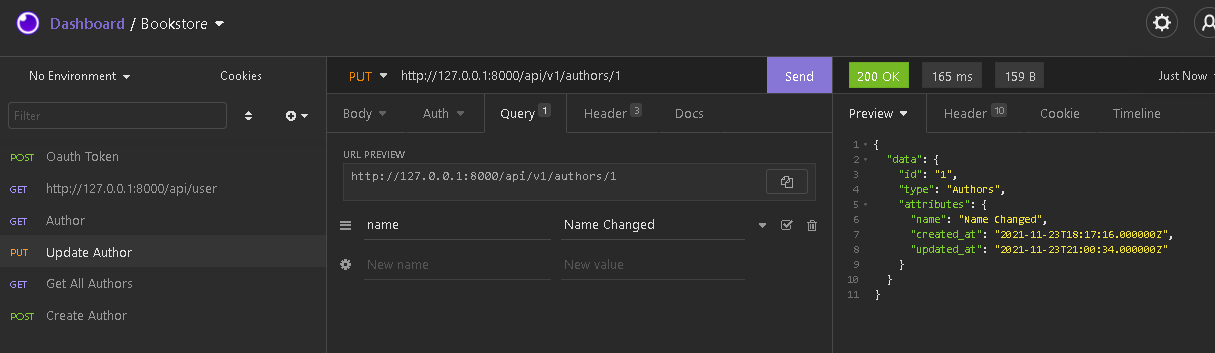 Dashboard / Bookstore
No Environment
Cookies
Filter
POST Oauth Token
GET http://127.0.0.1:8000/api/user
GET Author
PUT Update Author
GET Get All Authors
POST Create Author
PUT http://127.0.0.1:8000/api/v1/authors/1 Send
Body Auth Query 1 Header 3 Docs
URL PREVIEW
http://127.0.0.1:8000/api/v1/authors/1
name Name Changed
New name New value
200 OK 165 ms 159 B Just Now
Preview Header 10 Cookie Timeline
1 {
2 "data": {
3 "id": "1",
4 "type": "Authors",
5 "attributes": {
6 "name": "Name Changed",
7 "created_at": "2021-11-23T18:17:16.000000Z",
8 "updated_at": "2021-11-23T21:00:34.000000Z"
9 }
10 }
11 }